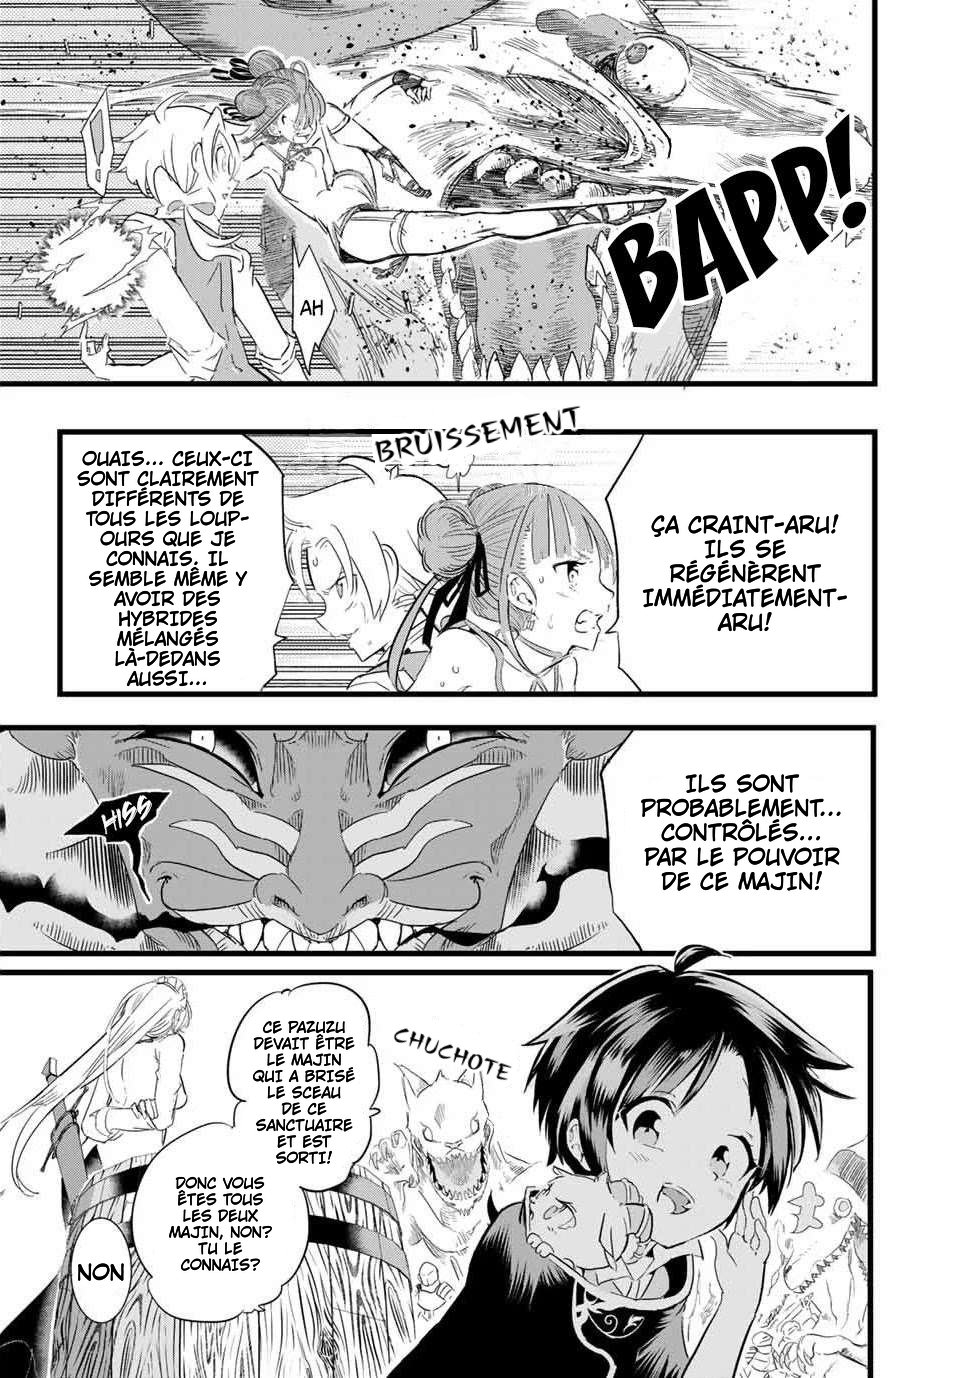 BAPP!
AH
BRUISSEMENT
ÇA CRAINT-ARU!
ILS SE
RÉGÉNÈRENT
IMMÉDIATEMENT-
ARU!
OUAIS... CEUX-CI
SONT CLAIREMENT
DIFFÉRENTS DE
TOUS LES LOUP-
OURS QUE JE
CONNAIS. IL
SEMBLE MÊME Y
AVOIR DES
HYBRIDES
MÉLANGÉS
LÀ-DEDANS
AUSSI...
ILS SONT
PROBABLEMENT...
CONTRÔLÉS...
PAR LE POUVOIR
DE CE MAJIN!
HISS
CHUCHOTE
CE PAZUZU
DEVAIT ÊTRE
LE MAJIN
QUI A BRISÉ
LE SCEAU
DE CE
SANCTUAIRE
ET EST
SORTI!
DONC VOUS
ÊTES TOUS
LES DEUX
MAJIN, NON?
TU LE
CONNAIS?
NON